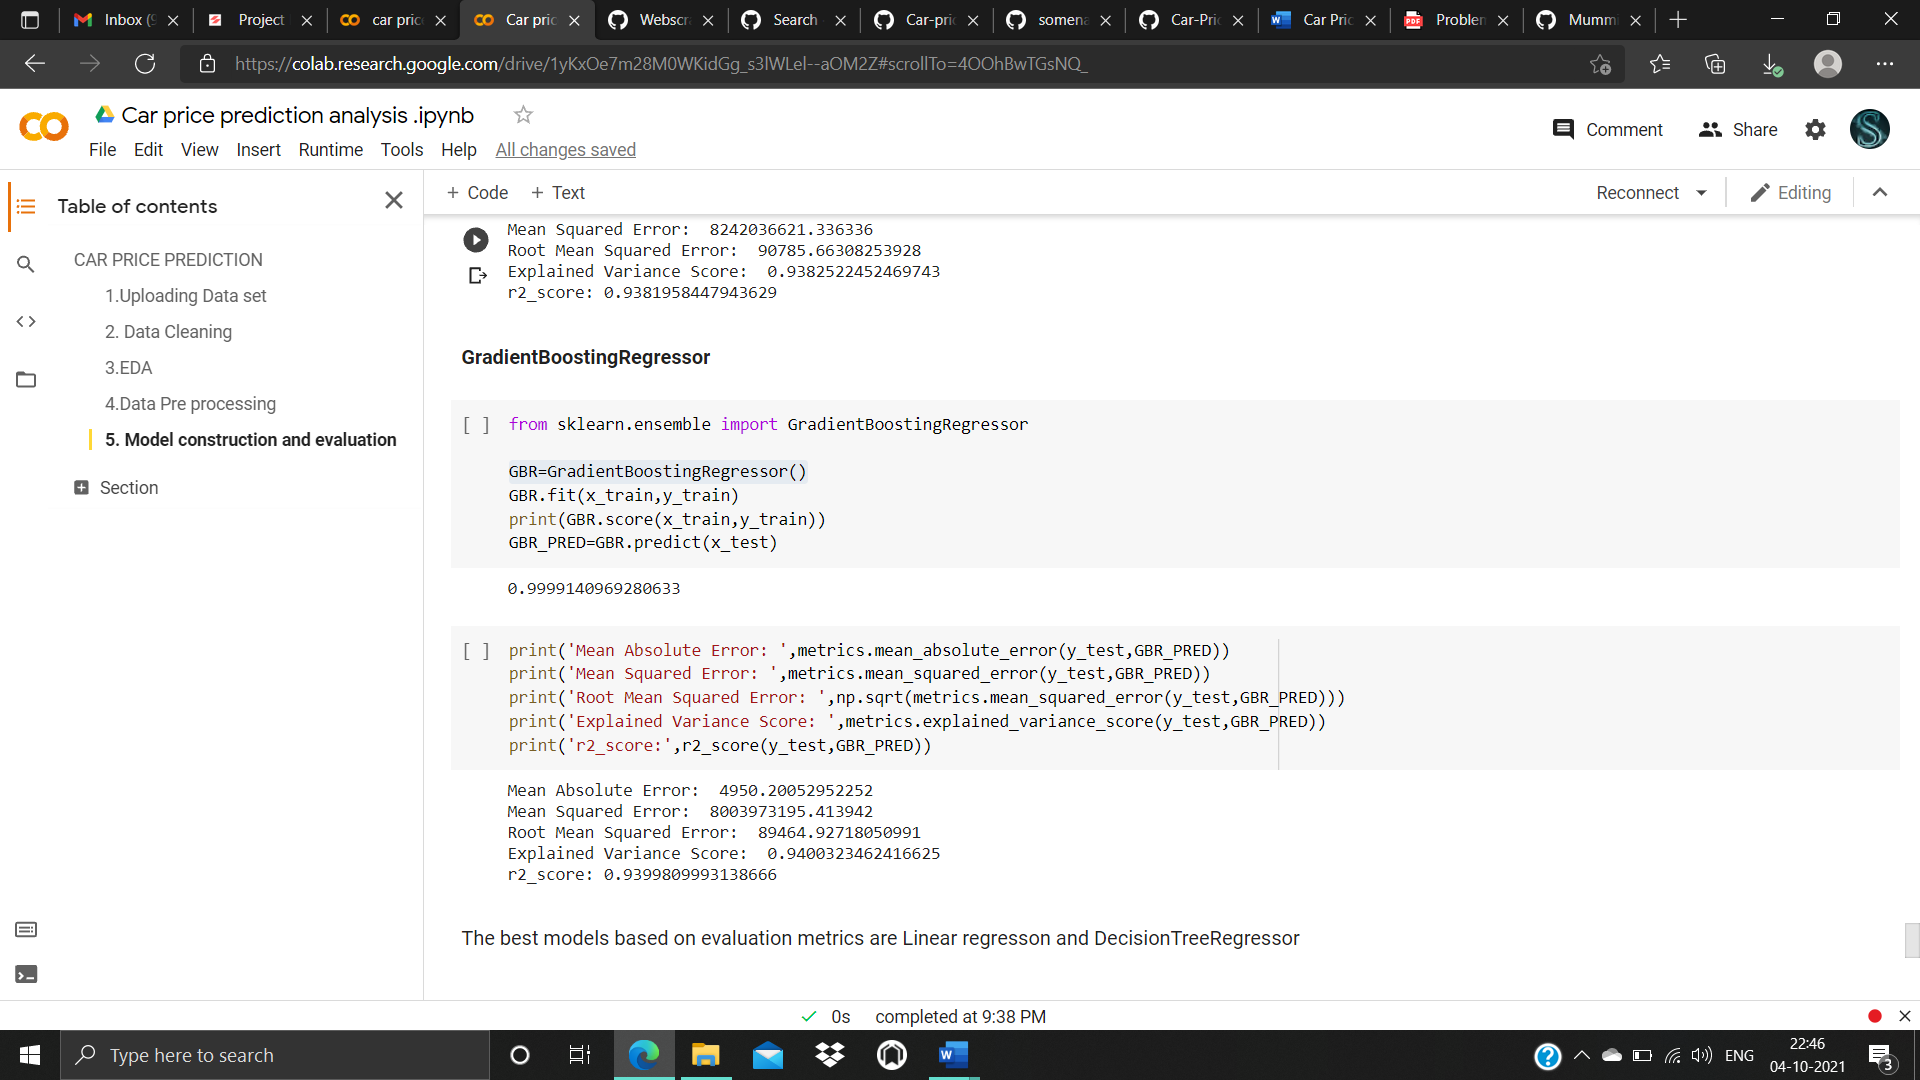 Inbox (9
Project
car pric
Car pric
Webscra
Search
Car-pric
somena
Car-Pric
Car Pric
Problem
Mummi
https://colab.research.google.com/drive/1yKxOe7m28M0WKidGg_s3lWLel--aOM2Z#scrollTo=4OOhBwTGsNQ_
Car price prediction analysis .ipynb
Comment
Share
File Edit View Insert Runtime Tools Help All changes saved
Table of contents
+ Code + Text
Reconnect
Editing
CAR PRICE PREDICTION
1.Uploading Data set
2. Data Cleaning
3.EDA
4.Data Pre processing
5. Model construction and evaluation
Section
Mean Squared Error:  8242036621.336336
Root Mean Squared Error:  90785.66308253928
Explained Variance Score:  0.9382522452469743
r2_score: 0.9381958447943629
GradientBoostingRegressor
[ ] from sklearn.ensemble import GradientBoostingRegressor
GBR=GradientBoostingRegressor()
GBR.fit(x_train,y_train)
print(GBR.score(x_train,y_train))
GBR_PRED=GBR.predict(x_test)
0.9999140969280633
[ ] print('Mean Absolute Error: ',metrics.mean_absolute_error(y_test,GBR_PRED))
print('Mean Squared Error: ',metrics.mean_squared_error(y_test,GBR_PRED))
print('Root Mean Squared Error: ',np.sqrt(metrics.mean_squared_error(y_test,GBR_PRED)))
print('Explained Variance Score: ',metrics.explained_variance_score(y_test,GBR_PRED))
print('r2_score:',r2_score(y_test,GBR_PRED))
Mean Absolute Error:  4950.20052952252
Mean Squared Error:  8003973195.413942
Root Mean Squared Error:  89464.92718050991
Explained Variance Score:  0.9400323462416625
r2_score: 0.9399809993138666
The best models based on evaluation metrics are Linear regresson and DecisionTreeRegressor
0s completed at 9:38 PM
Type here to search
ENG
22:46
04-10-2021
3